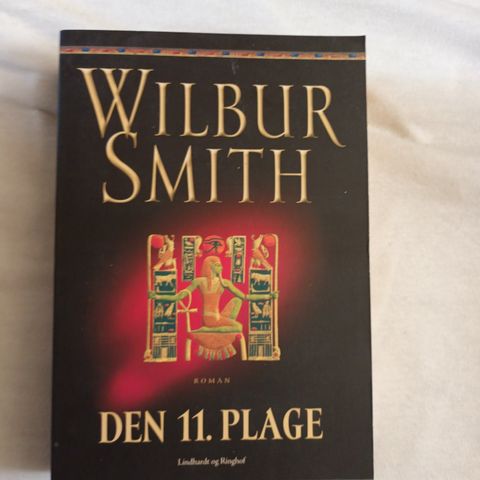 WILBUR
SMITH
ROMAN
DEN 11. PLAGE
Lindhardt og Ringhof